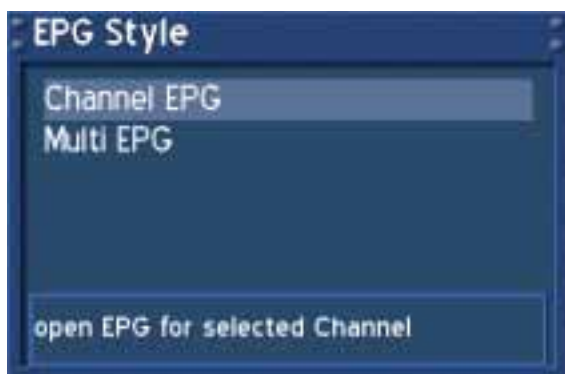 EPG Style
Channel EPG
Multi EPG
open EPG for selected Channel